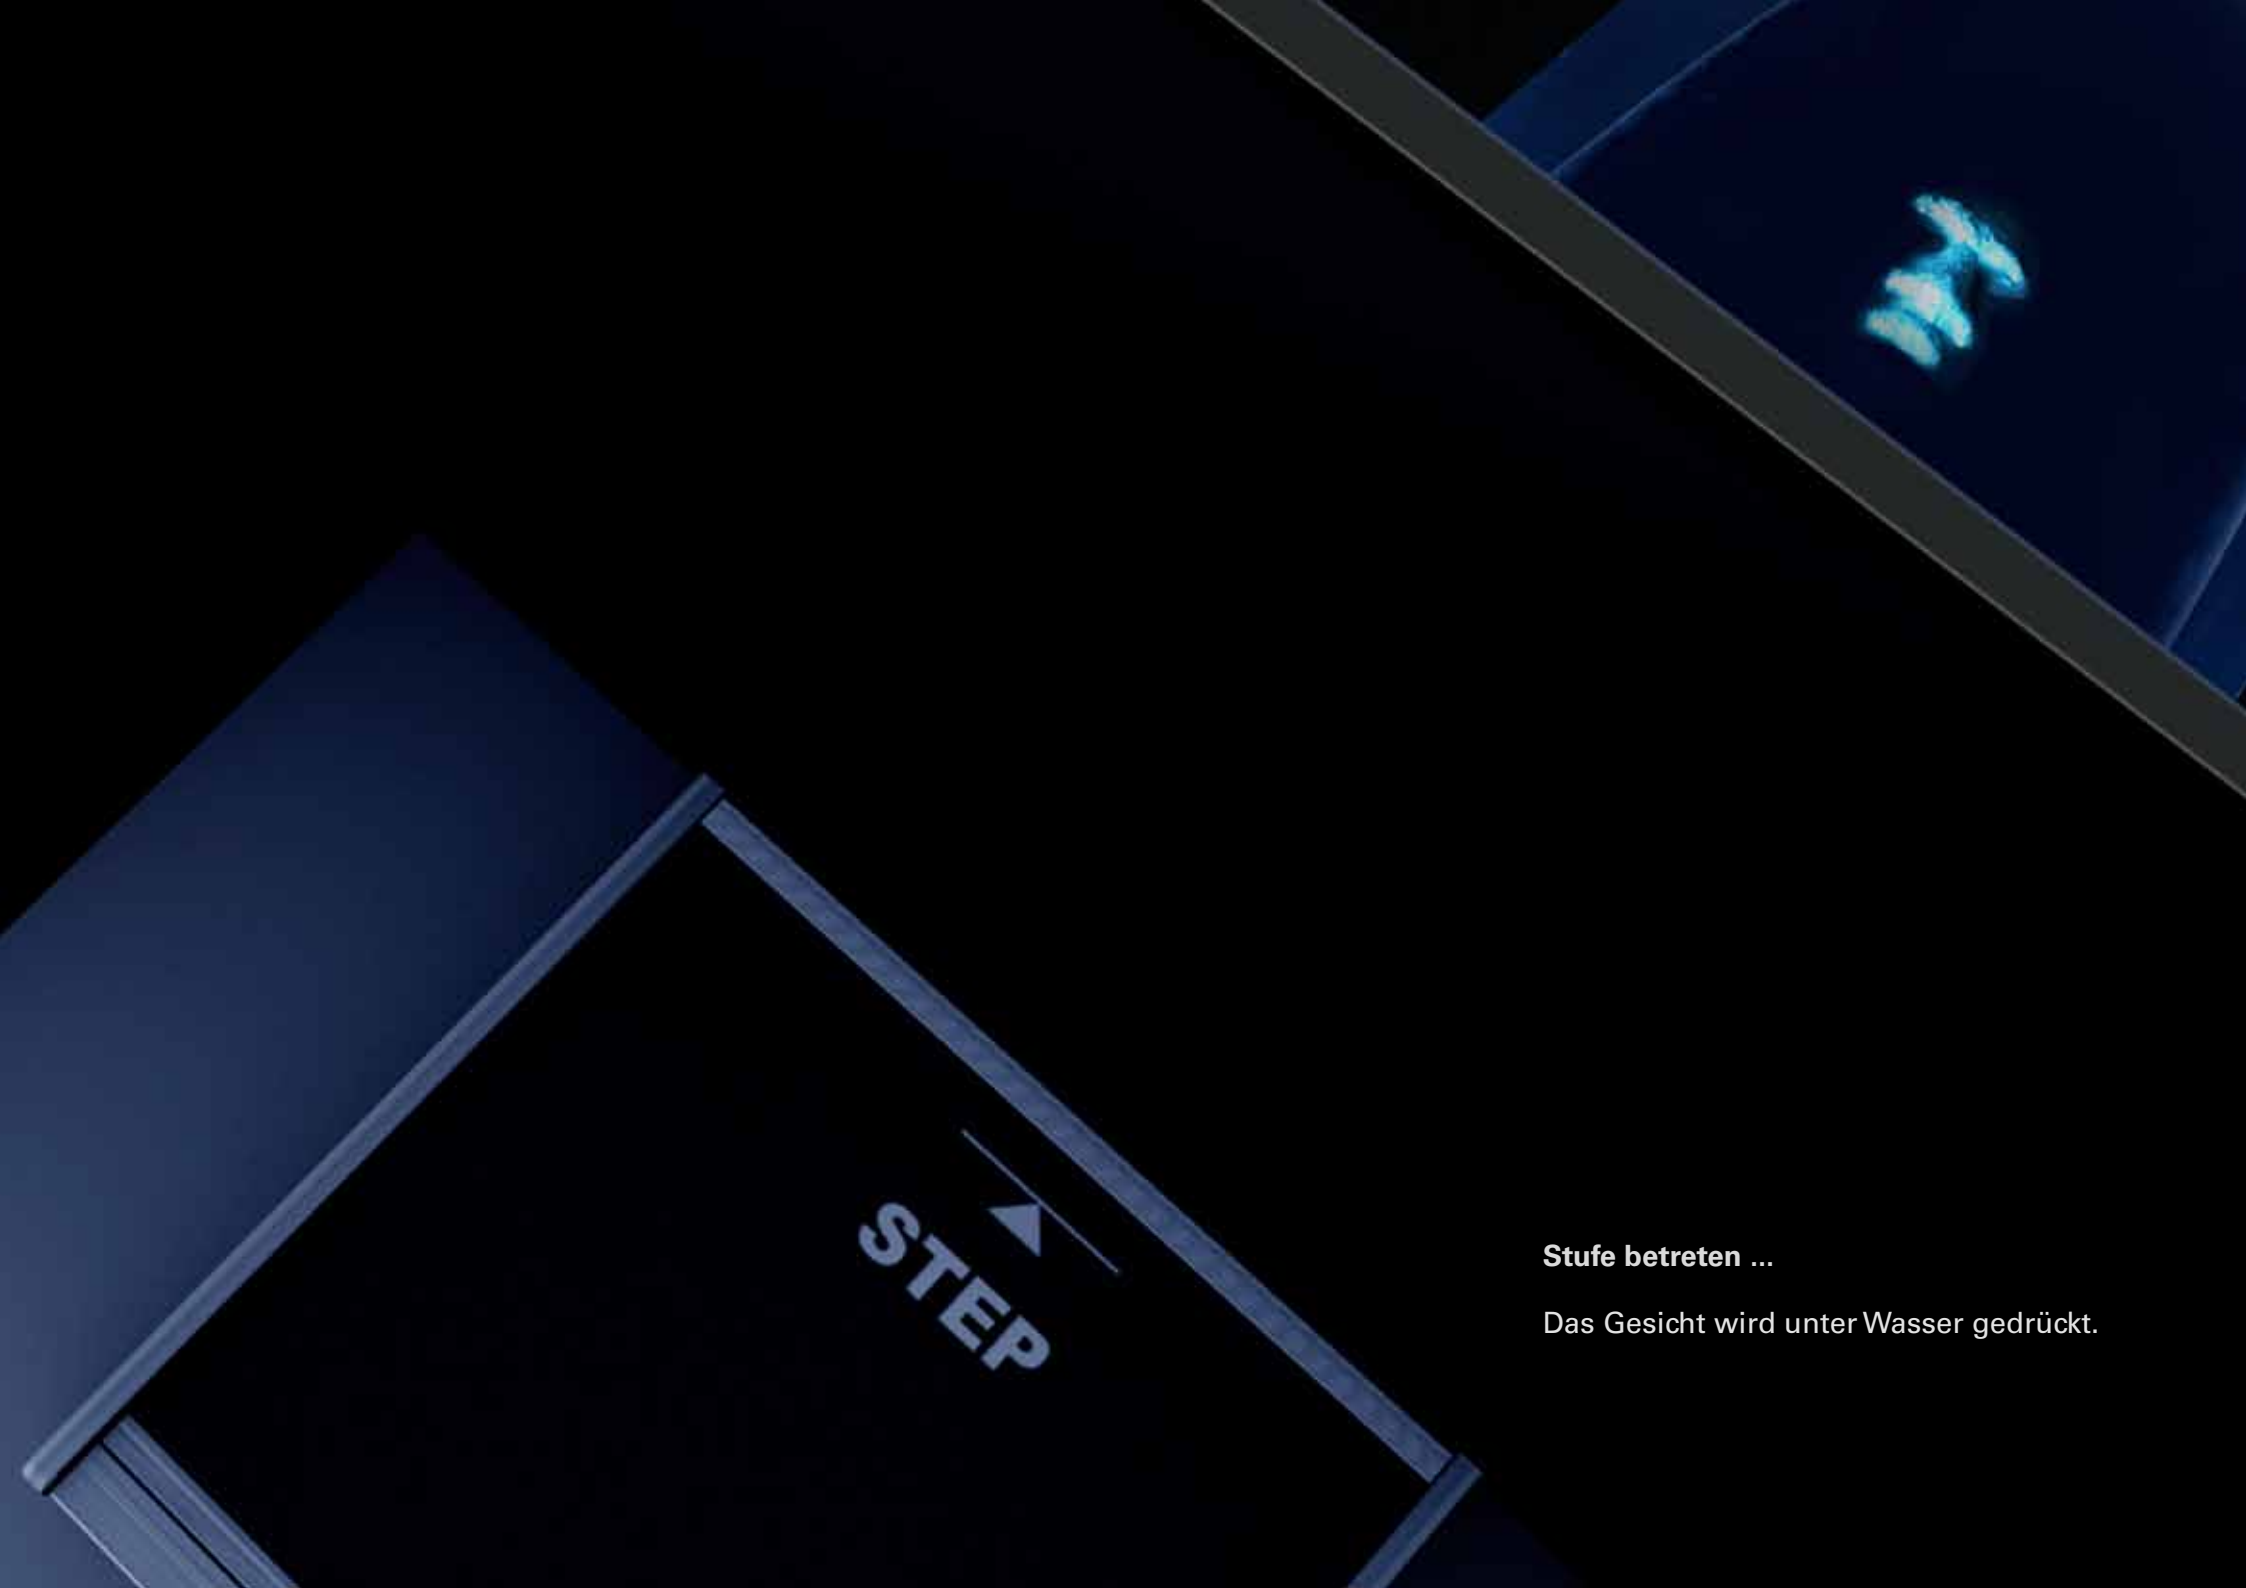 STEP
Stufe betreten ...
Das Gesicht wird unter Wasser gedrückt.